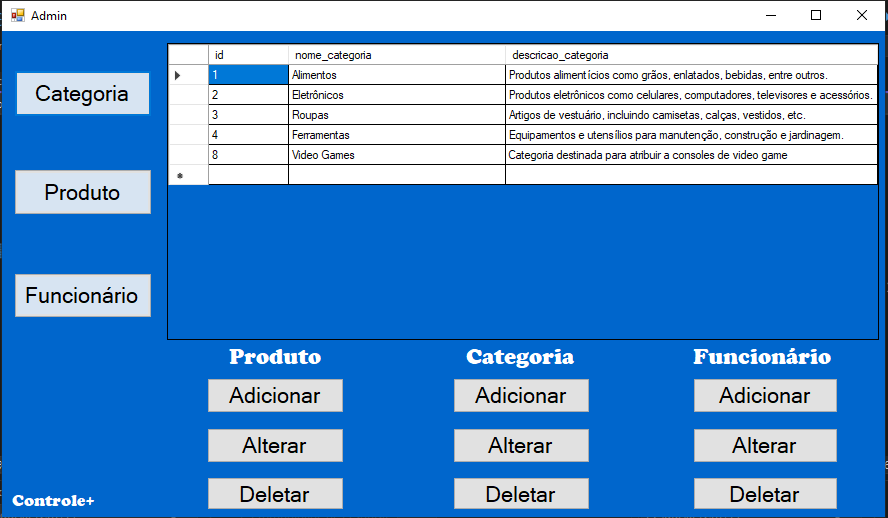 Admin
id nome_categoria descricao_categoria
1 Alimentos Produtos alimentícios como grãos, enlatados, bebidas, entre outros.
2 Eletrônicos Produtos eletrônicos como celulares, computadores, televisores e acessórios.
3 Roupas Artigos de vestuário, incluindo camisetas, calças, vestidos, etc.
4 Ferramentas Equipamentos e utensílios para manutenção, construção e jardinagem.
8 Video Games Categoria destinada para atribuir a consoles de video game
Categoria
Produto
Funcionário
Produto Categoria Funcionário
Adicionar Adicionar Adicionar
Alterar Alterar Alterar
Deletar Deletar Deletar
Controle+